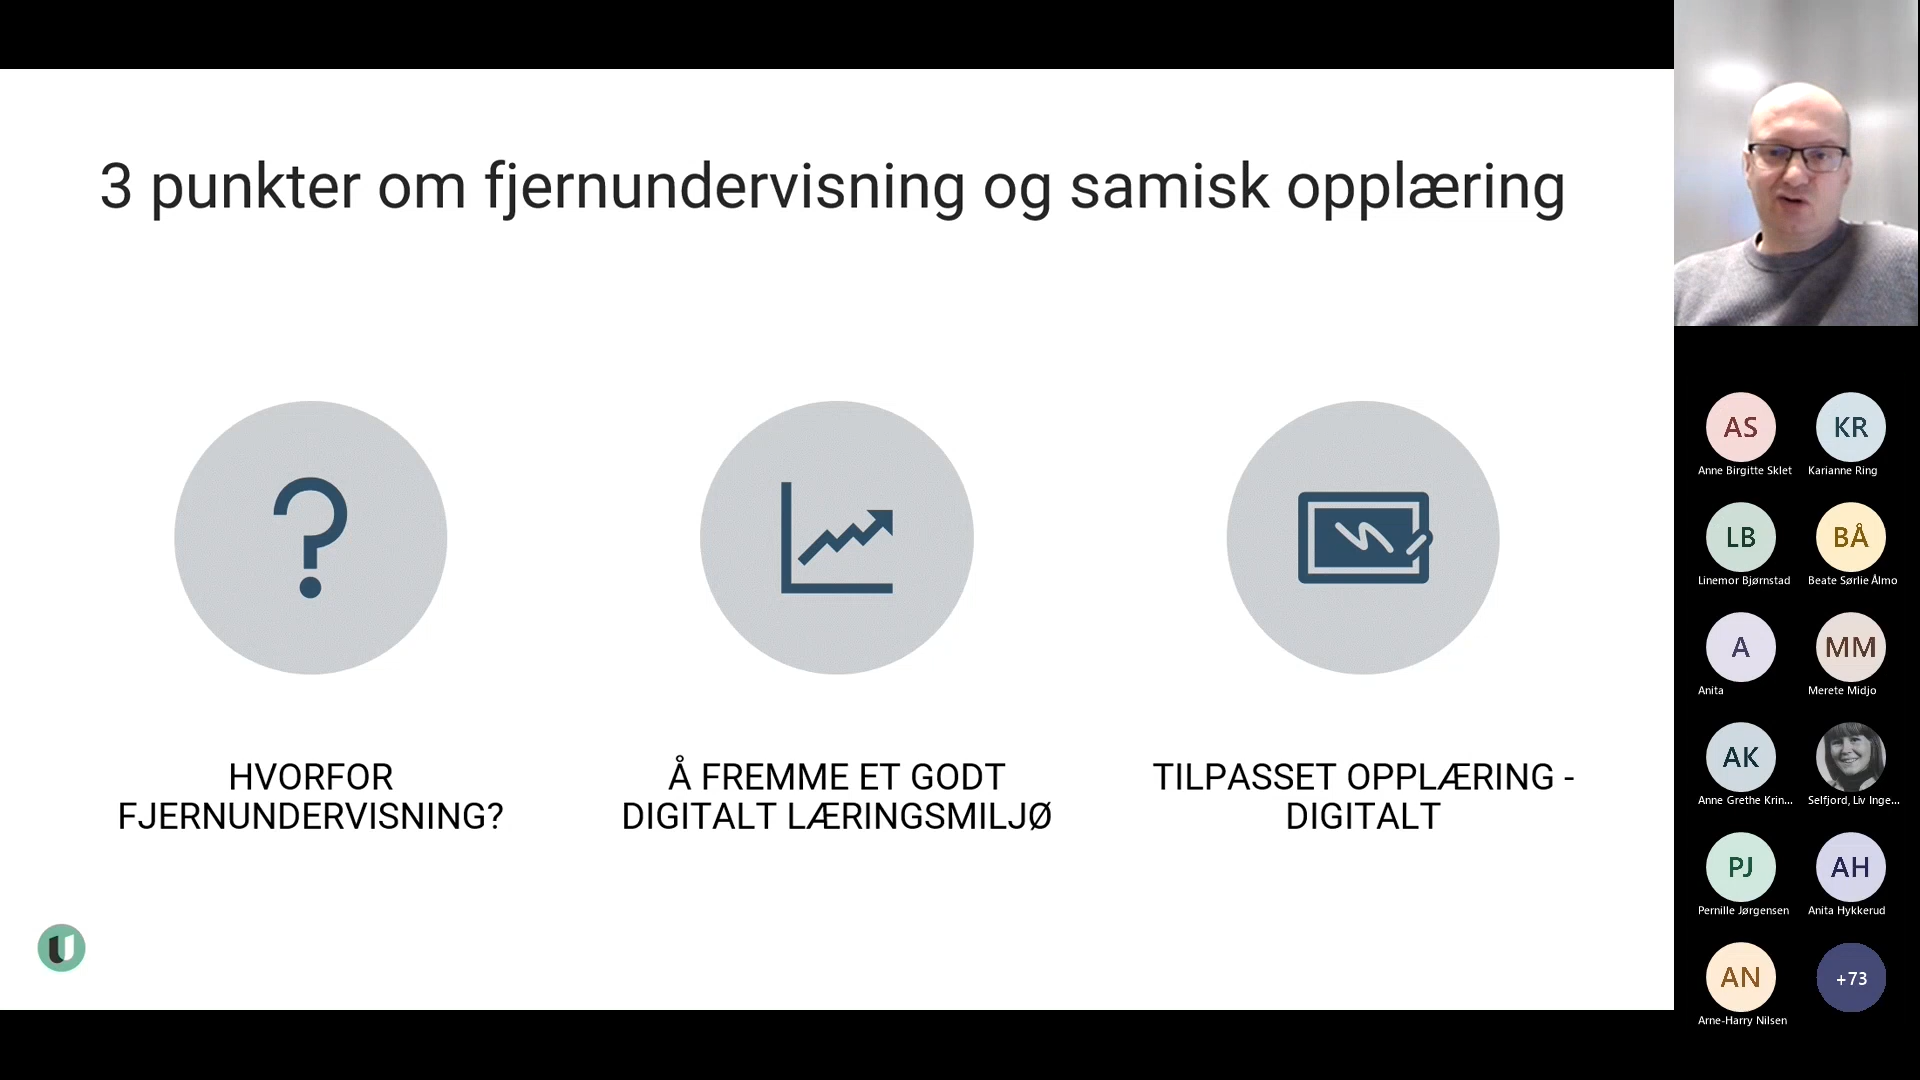 3 punkter om fjernundervisning og samisk opplæring
HVORFOR
FJERNUNDERVISNING?
Å FREMME ET GODT
DIGITALT LÆRINGSMILJØ
TILPASSET OPPLÆRING -
DIGITALT
U
AS
Anne Birgitte Sklet
KR
Karianne Ring
LB
Linemor Bjørnstad
BÅ
Beate Sørlie Ålmo
A
Anita
MM
Merete Midjo
AK
Anne Grethe Krin...
Selfjord, Liv Inge...
PJ
Pernille Jørgensen
AH
Anita Hykkerud
AN
Arne-Harry Nilsen
+73